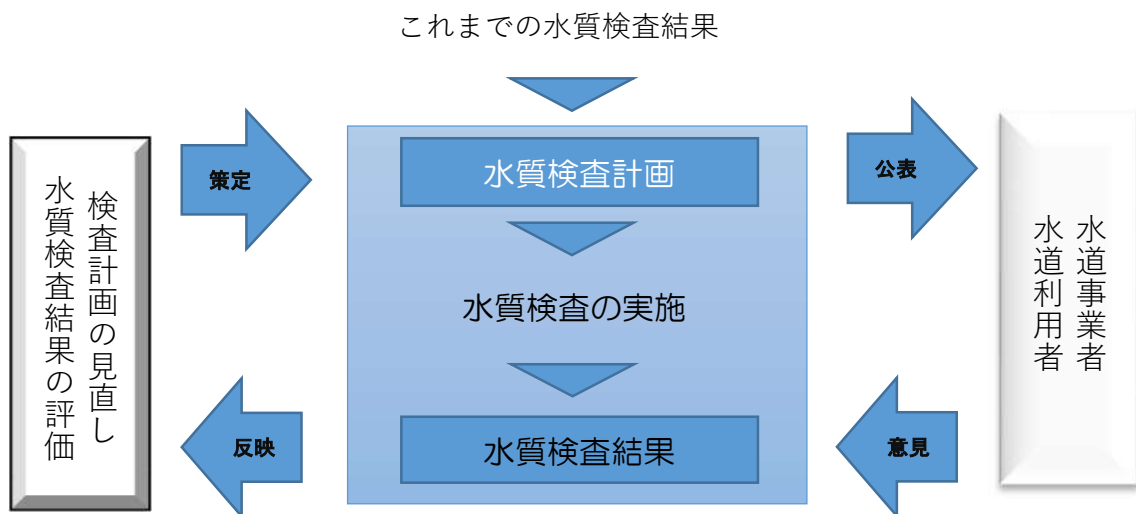 これまでの水質検査結果
策定
水質検査計画
公表
検査計画の見直し
水質検査結果の評価
水質検査の実施
水道事業者
水道利用者
反映
水質検査結果
意見